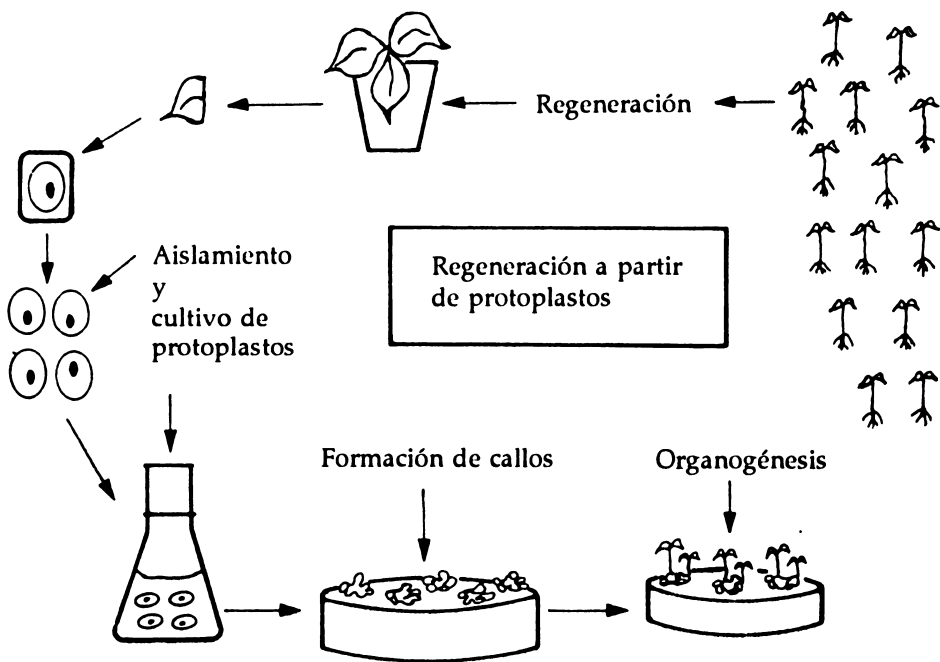 Regeneración
Aislamiento
y
cultivo de
protoplastos
Regeneración a partir
de protoplastos
Formación de callos
Organogénesis